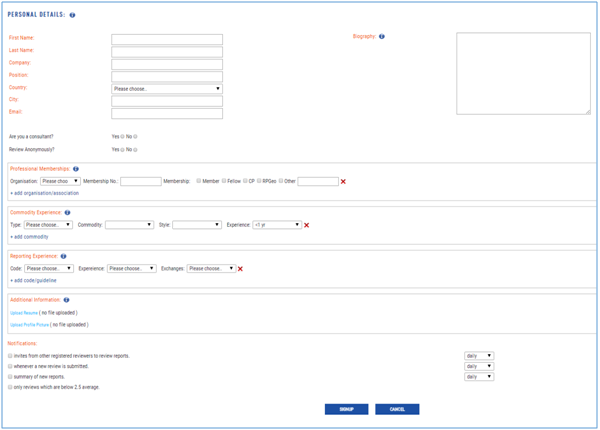 PERSONAL DETAILS:
First Name:
Biography:
Last Name:
Company:
Position:
Country: Please choose..
City:
Email:
Are you a consultant? Yes No
Review Anonymously? Yes No
Professional Memberships:
Organisation: Please choo Membership No.: Membership: Member Fellow CP RPGeo Other
+ add organisation/association
Commodity Experience:
Type: Please choose.. Commodity: Style: Experience: <1 yr
+ add commodity
Reporting Experience:
Code: Please choose.. Expererence: Please choose.. Exchanges: Please choose..
+ add code/guideline
Additional Information:
Upload Resume ( no file uploaded )
Upload Profile Picture ( no file uploaded )
Notifications:
invites from other registered reviewers to review reports. daily
whenever a new review is submitted. daily
summary of new reports. daily
only reviews which are below 2.5 average.
SIGNUP CANCEL